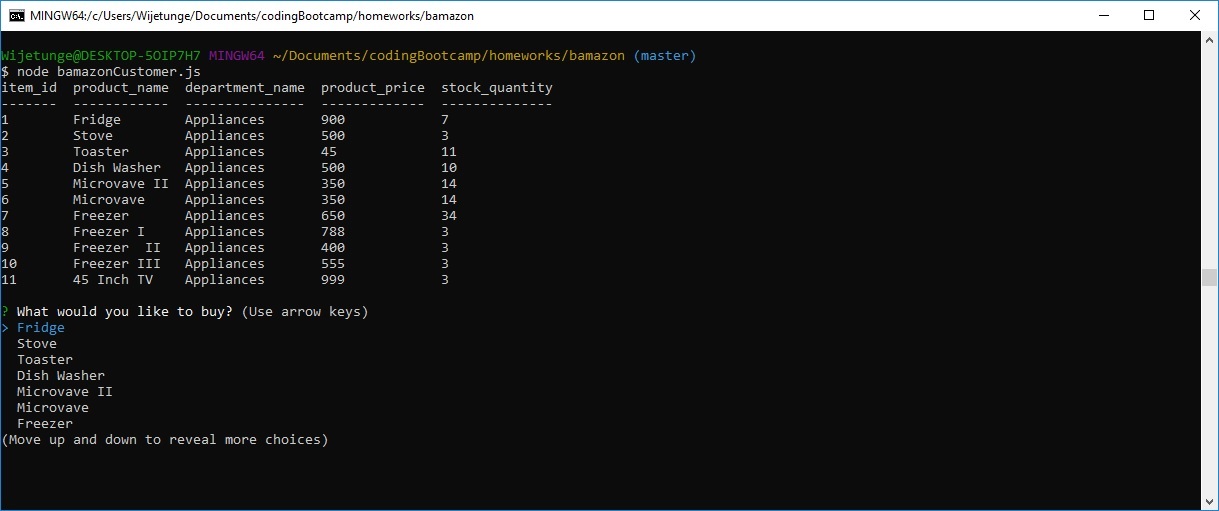 MINGW64:/c/Users/Wijetunge/Documents/codingBootcamp/homeworks/bamazon
Wijetunge@DESKTOP-5OIP7H7 MINGW64 ~/Documents/codingBootcamp/homeworks/bamazon (master)
$ node bamazonCustomer.js
item_id  product_name  department_name  product_price  stock_quantity
-------  ------------  ---------------  -------------  --------------
1        Fridge        Appliances       900            7
2        Stove         Appliances       500            3
3        Toaster       Appliances       45             11
4        Dish Washer   Appliances       500            10
5        Microvave II  Appliances       350            14
6        Microvave     Appliances       350            14
7        Freezer       Appliances       650            34
8        Freezer I     Appliances       788            3
9        Freezer  II   Appliances       400            3
10       Freezer III   Appliances       555            3
11       45 Inch TV    Appliances       999            3
? What would you like to buy? (Use arrow keys)
> Fridge
  Stove
  Toaster
  Dish Washer
  Microvave II
  Microvave
  Freezer
(Move up and down to reveal more choices)